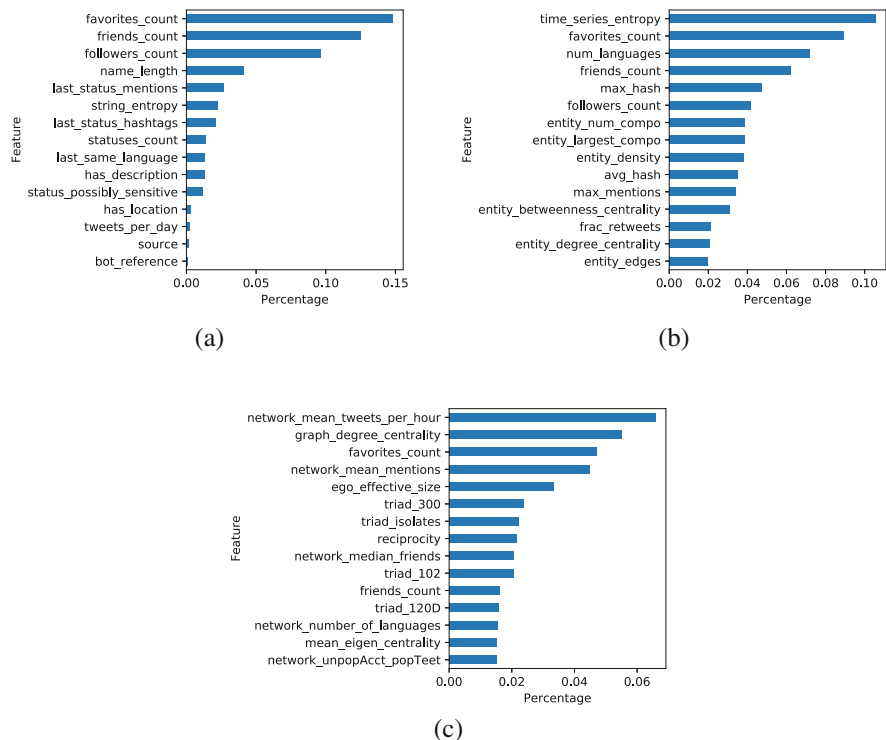 favorites_count
friends_count
followers_count
name_length
last_status_mentions
string_entropy
last_status_hashtags
statuses_count
last_same_language
has_description
status_possibly_sensitive
has_location
tweets_per_day
source
bot_reference
Feature
0.00 0.05 0.10 0.15
Percentage
(a)
time_series_entropy
favorites_count
num_languages
friends_count
max_hash
followers_count
entity_num_compo
entity_largest_compo
entity_density
avg_hash
max_mentions
entity_betweenness_centrality
frac_retweets
entity_degree_centrality
entity_edges
Feature
0.00 0.02 0.04 0.06 0.08 0.10
Percentage
(b)
network_mean_tweets_per_hour
graph_degree_centrality
favorites_count
network_mean_mentions
ego_effective_size
triad_300
triad_isolates
reciprocity
network_median_friends
triad_102
friends_count
triad_120D
network_number_of_languages
mean_eigen_centrality
network_unpopAcct_popTeet
Feature
0.00 0.02 0.04 0.06
Percentage
(c)